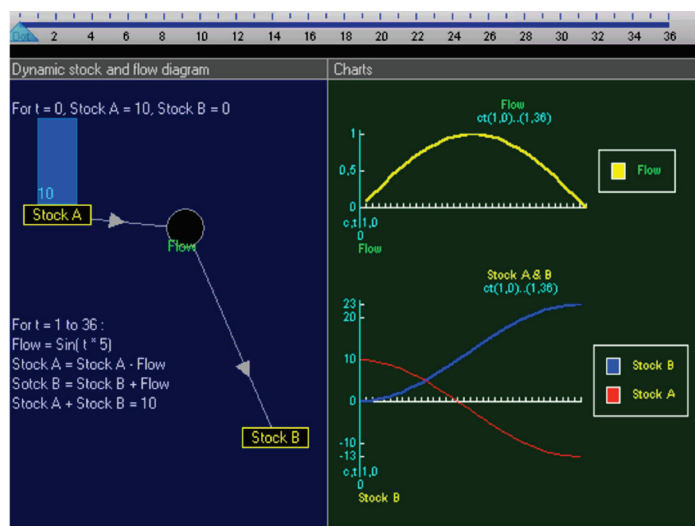 Dot:
2 4 6 8 10 12 14 16 18 20 22 24 26 28 30 32 34 36
Dynamic stock and flow diagram
Charts
For t = 0, Stock A = 10, Stock B = 0
10
Stock A
Flow
For t = 1 to 36 :
Flow = Sin( t * 5)
Stock A = Stock A - Flow
Sotck B = Stock B + Flow
Stock A + Stock B = 10
Stock B
Flow
ct(1,0)..(1,36)
1
0,5
0
c,t 1,0
0
Flow
Flow
Stock A & B
ct(1,0)..(1,36)
23
20
10
0
-10
-13
c,t 1,0
0
Stock B
Stock B
Stock A